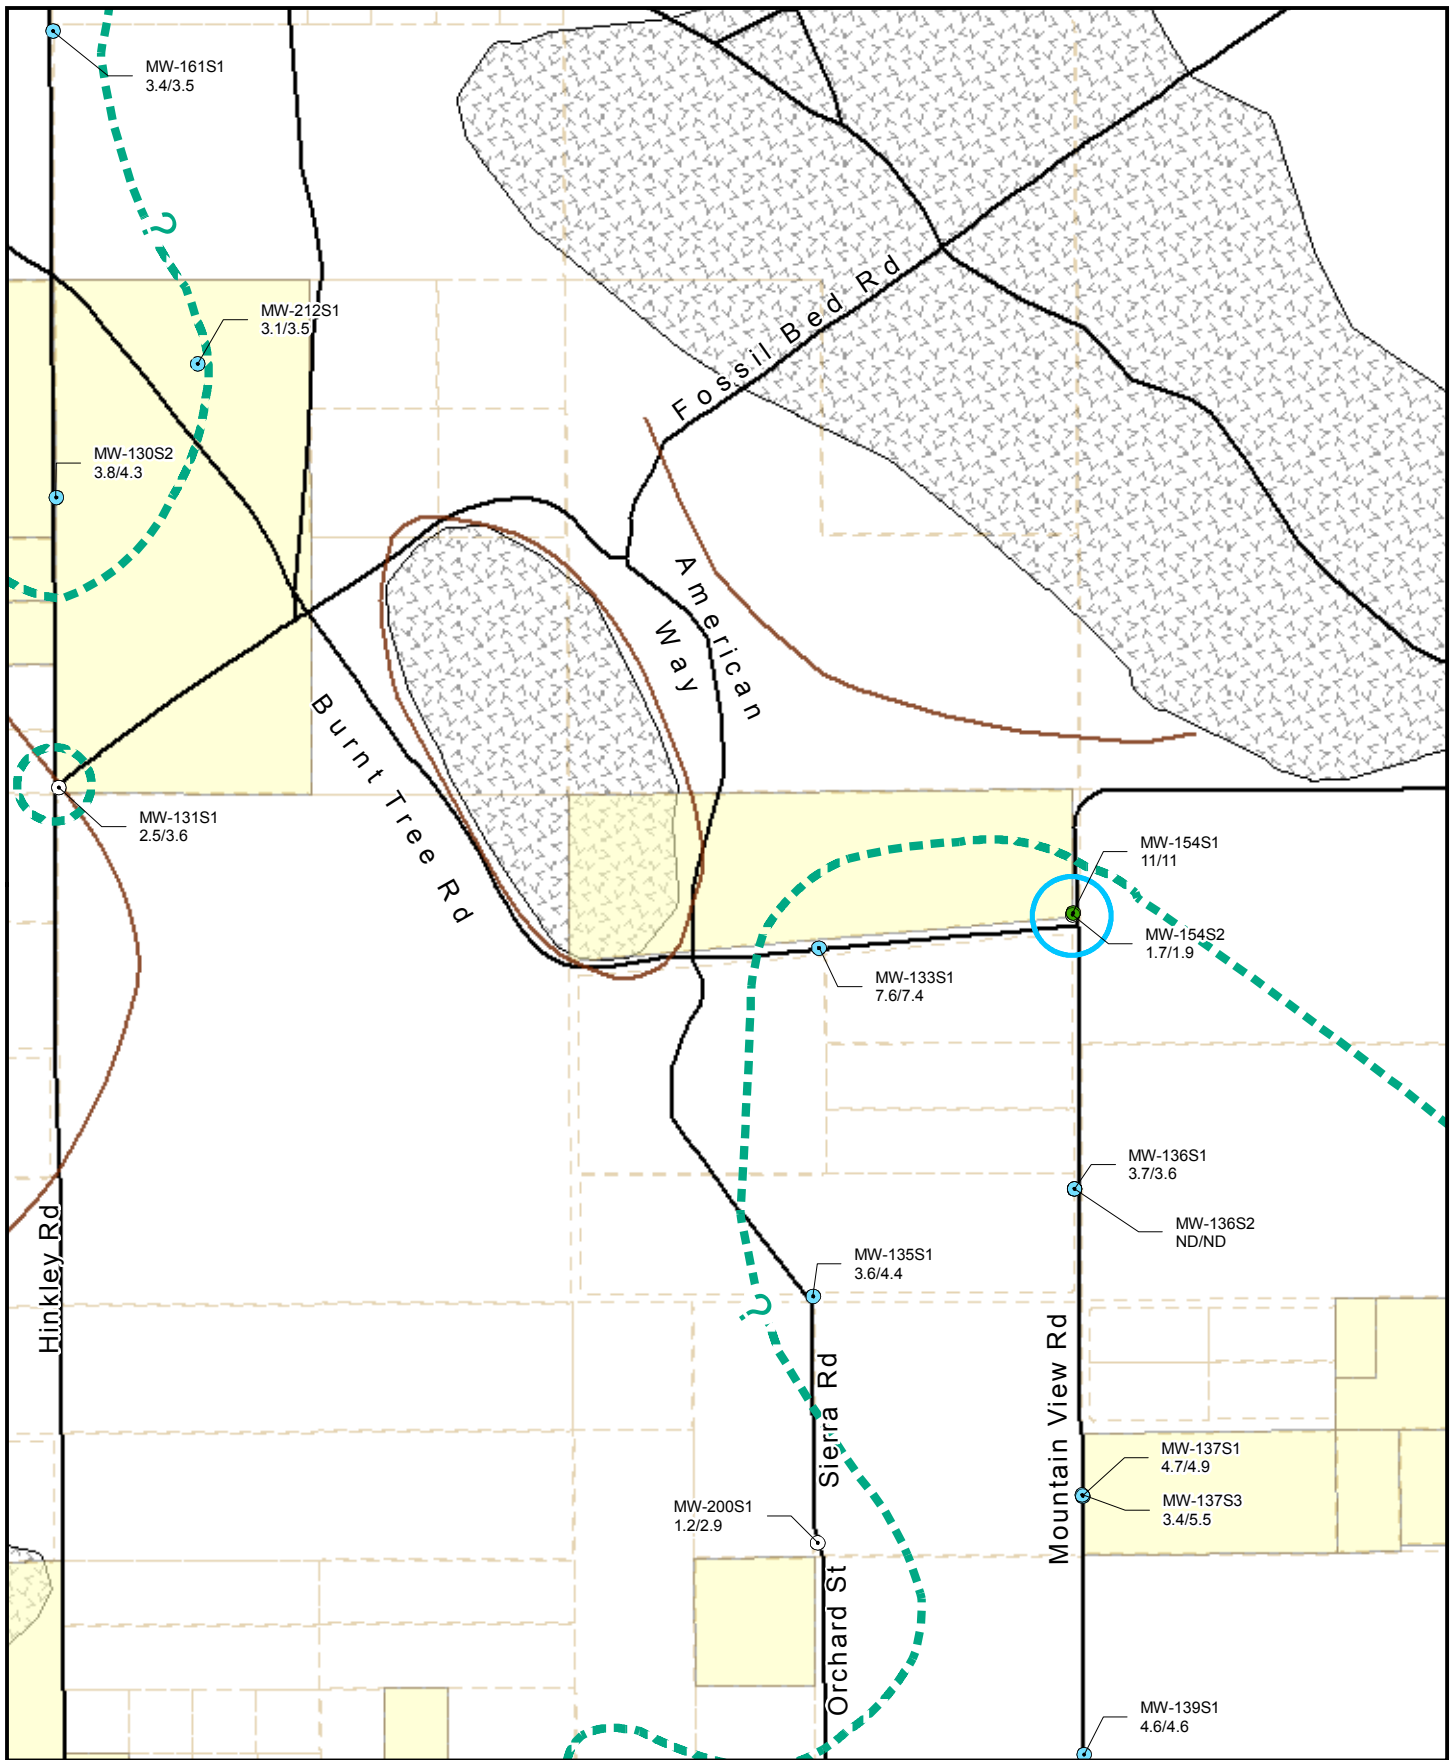 MW-161S1
3.4/3.5
?
MW-212S1
3.1/3.5
Fossil Bed Rd
MW-130S2
3.8/4.3
American
Way
Burnt Tree Rd
MW-131S1
2.5/3.6
MW-154S1
11/11
MW-154S2
1.7/1.9
MW-133S1
7.6/7.4
MW-136S1
3.7/3.6
MW-136S2
ND/ND
Hinkley Rd
MW-135S1
3.6/4.4
?
Sierra Rd
Mountain View Rd
MW-137S1
4.7/4.9
MW-137S3
3.4/5.5
MW-200S1
1.2/2.9
Orchard St
MW-139S1
4.6/4.6